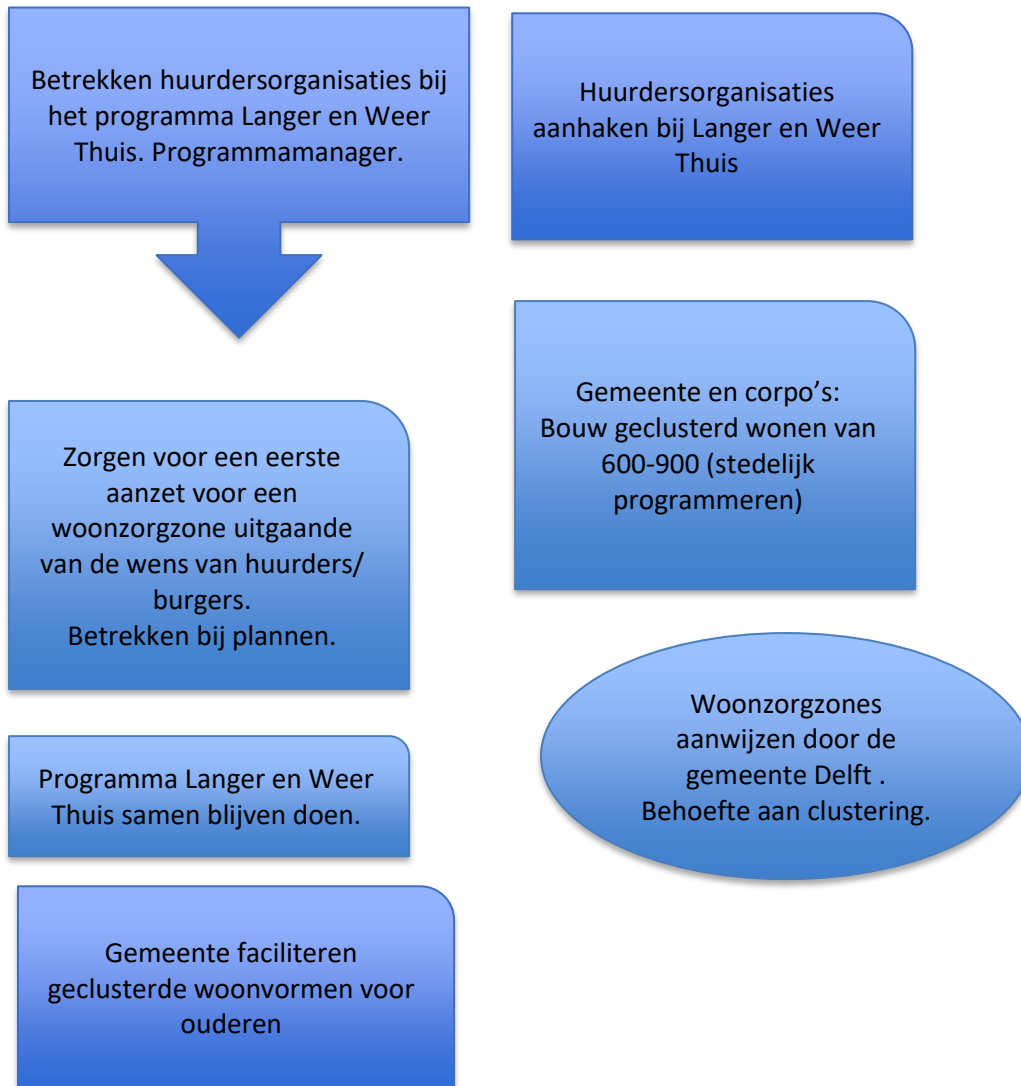 Betrekken huurdersorganisaties bij
het programma Langer en Weer
Thuis. Programmamanager.
Huurdersorganisaties
aanhaken bij Langer en Weer
Thuis
Zorgen voor een eerste
aanzet voor een
woonzorgzone uitgaande
van de wens van huurders/
burgers.
Betrekken bij plannen.
Gemeente en corpo’s:
Bouw geclusterd wonen van
600-900 (stedelijk
programmeren)
Woonzorgzones
aanwijzen door de
gemeente Delft .
Behoefte aan clustering.
Programma Langer en Weer
Thuis samen blijven doen.
Gemeente faciliteren
geclusterde woonvormen voor
ouderen